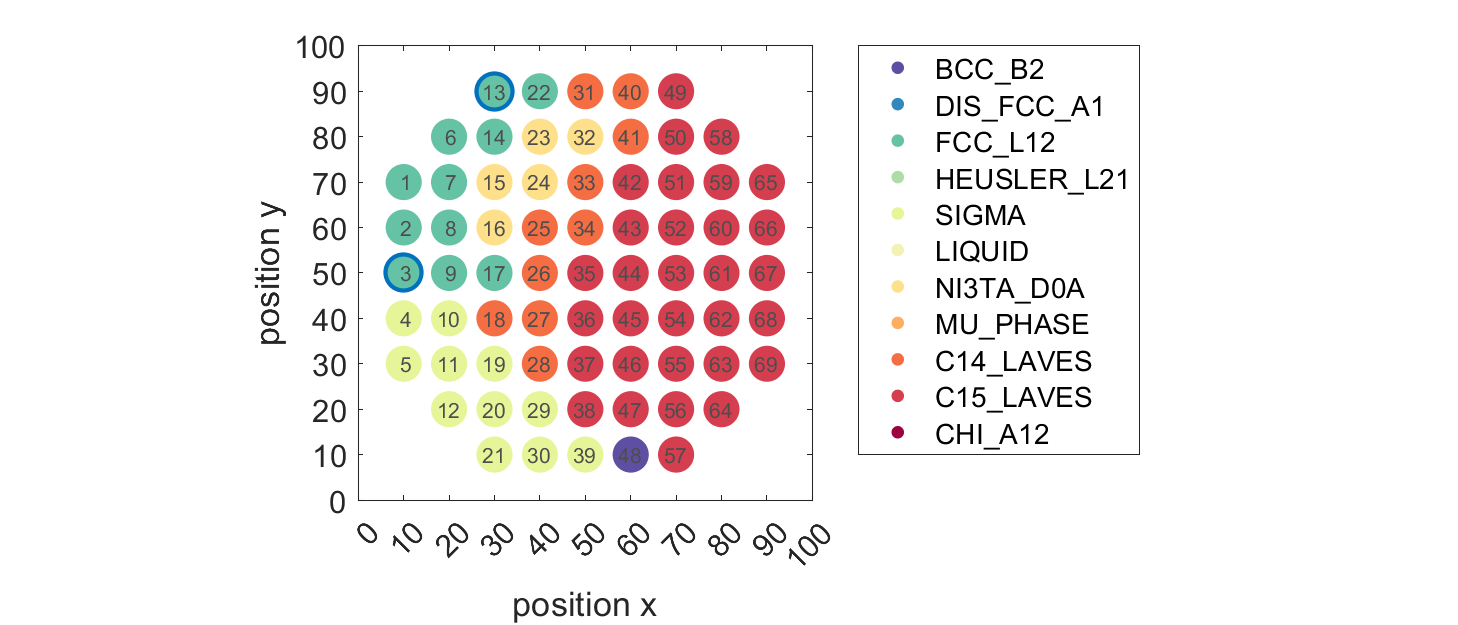 100
90
80
70
60
50
40
30
20
10
0
position y
13 22 31 40 49
6 14 23 32 41 50 58
1 7 15 24 33 42 51 59 65
2 8 16 25 34 43 52 60 66
3 9 17 26 35 44 53 61 67
4 10 18 27 36 45 54 62 68
5 11 19 28 37 46 55 63 69
12 20 29 38 47 56 64
21 30 39 48 57
0 10 20 30 40 50 60 70 80 90 100
position x
BCC_B2
DIS_FCC_A1
FCC_L12
HEUSLER_L21
SIGMA
LIQUID
NI3TA_D0A
MU_PHASE
C14_LAVES
C15_LAVES
CHI_A12